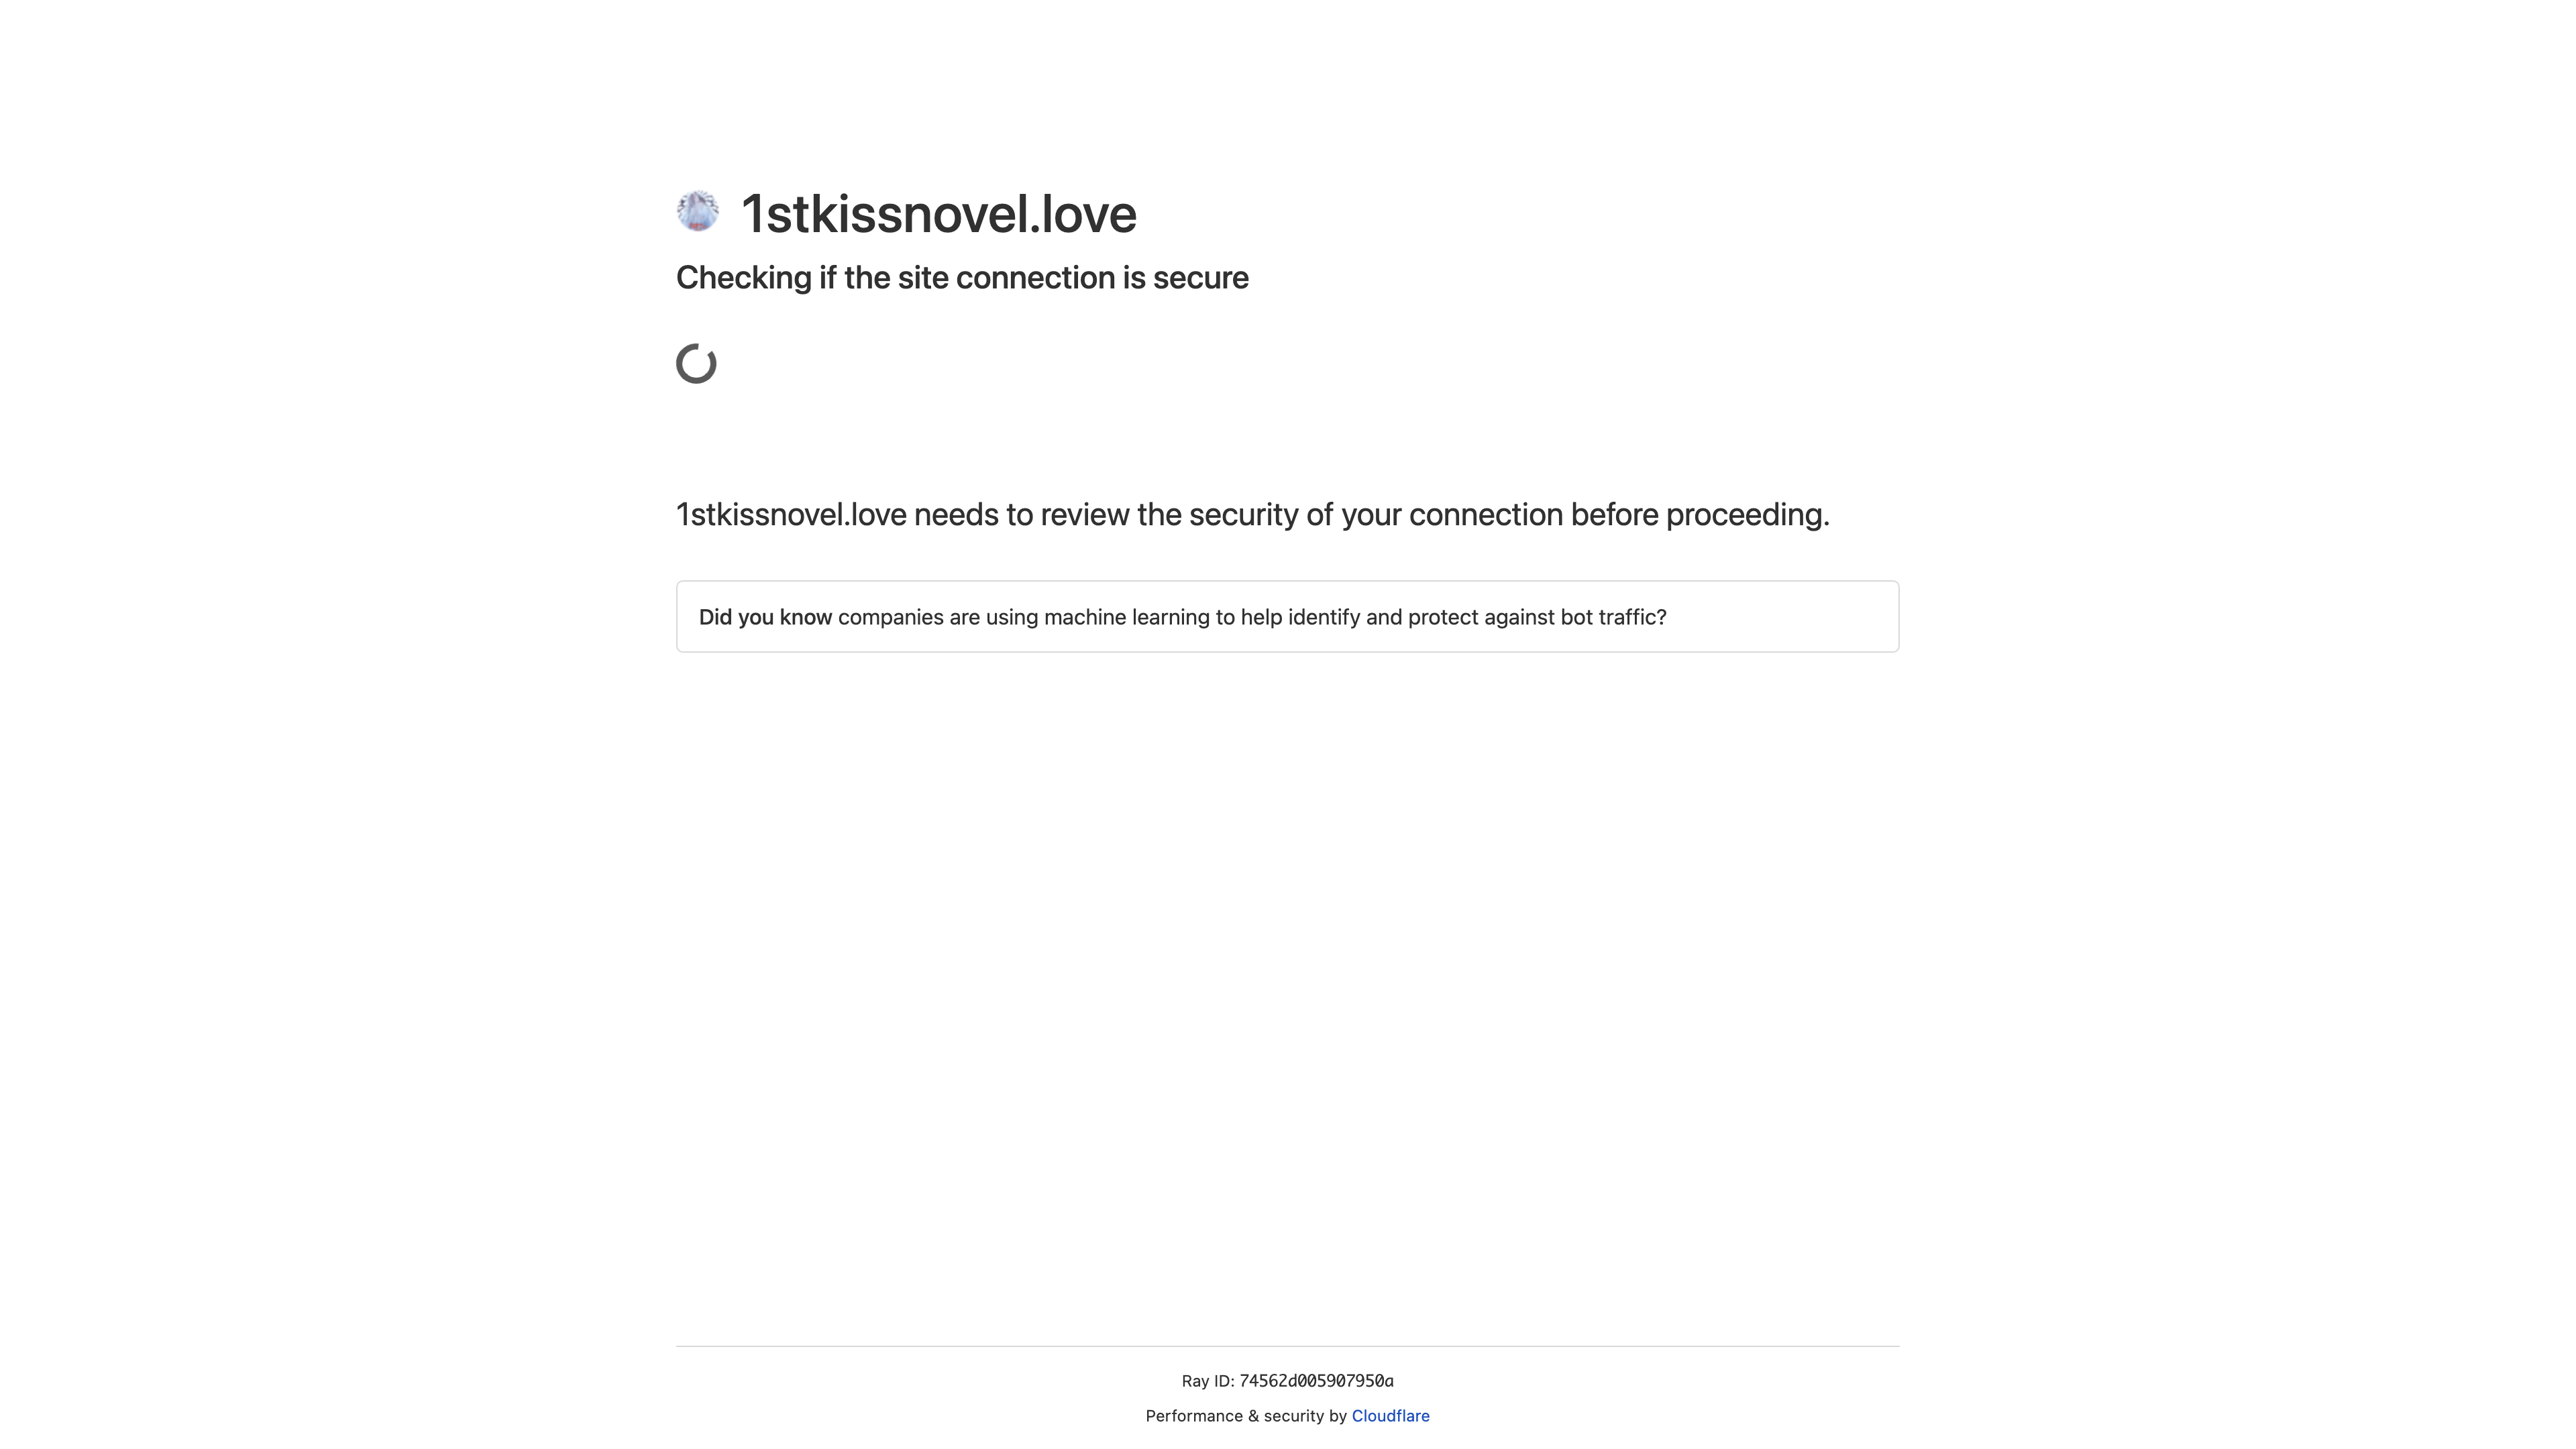 1stkissnovel.love
Checking if the site connection is secure
1stkissnovel.love needs to review the security of your connection before proceeding.
Did you know companies are using machine learning to help identify and protect against bot traffic?
Ray ID: 74562d005907950a
Performance & security by Cloudflare